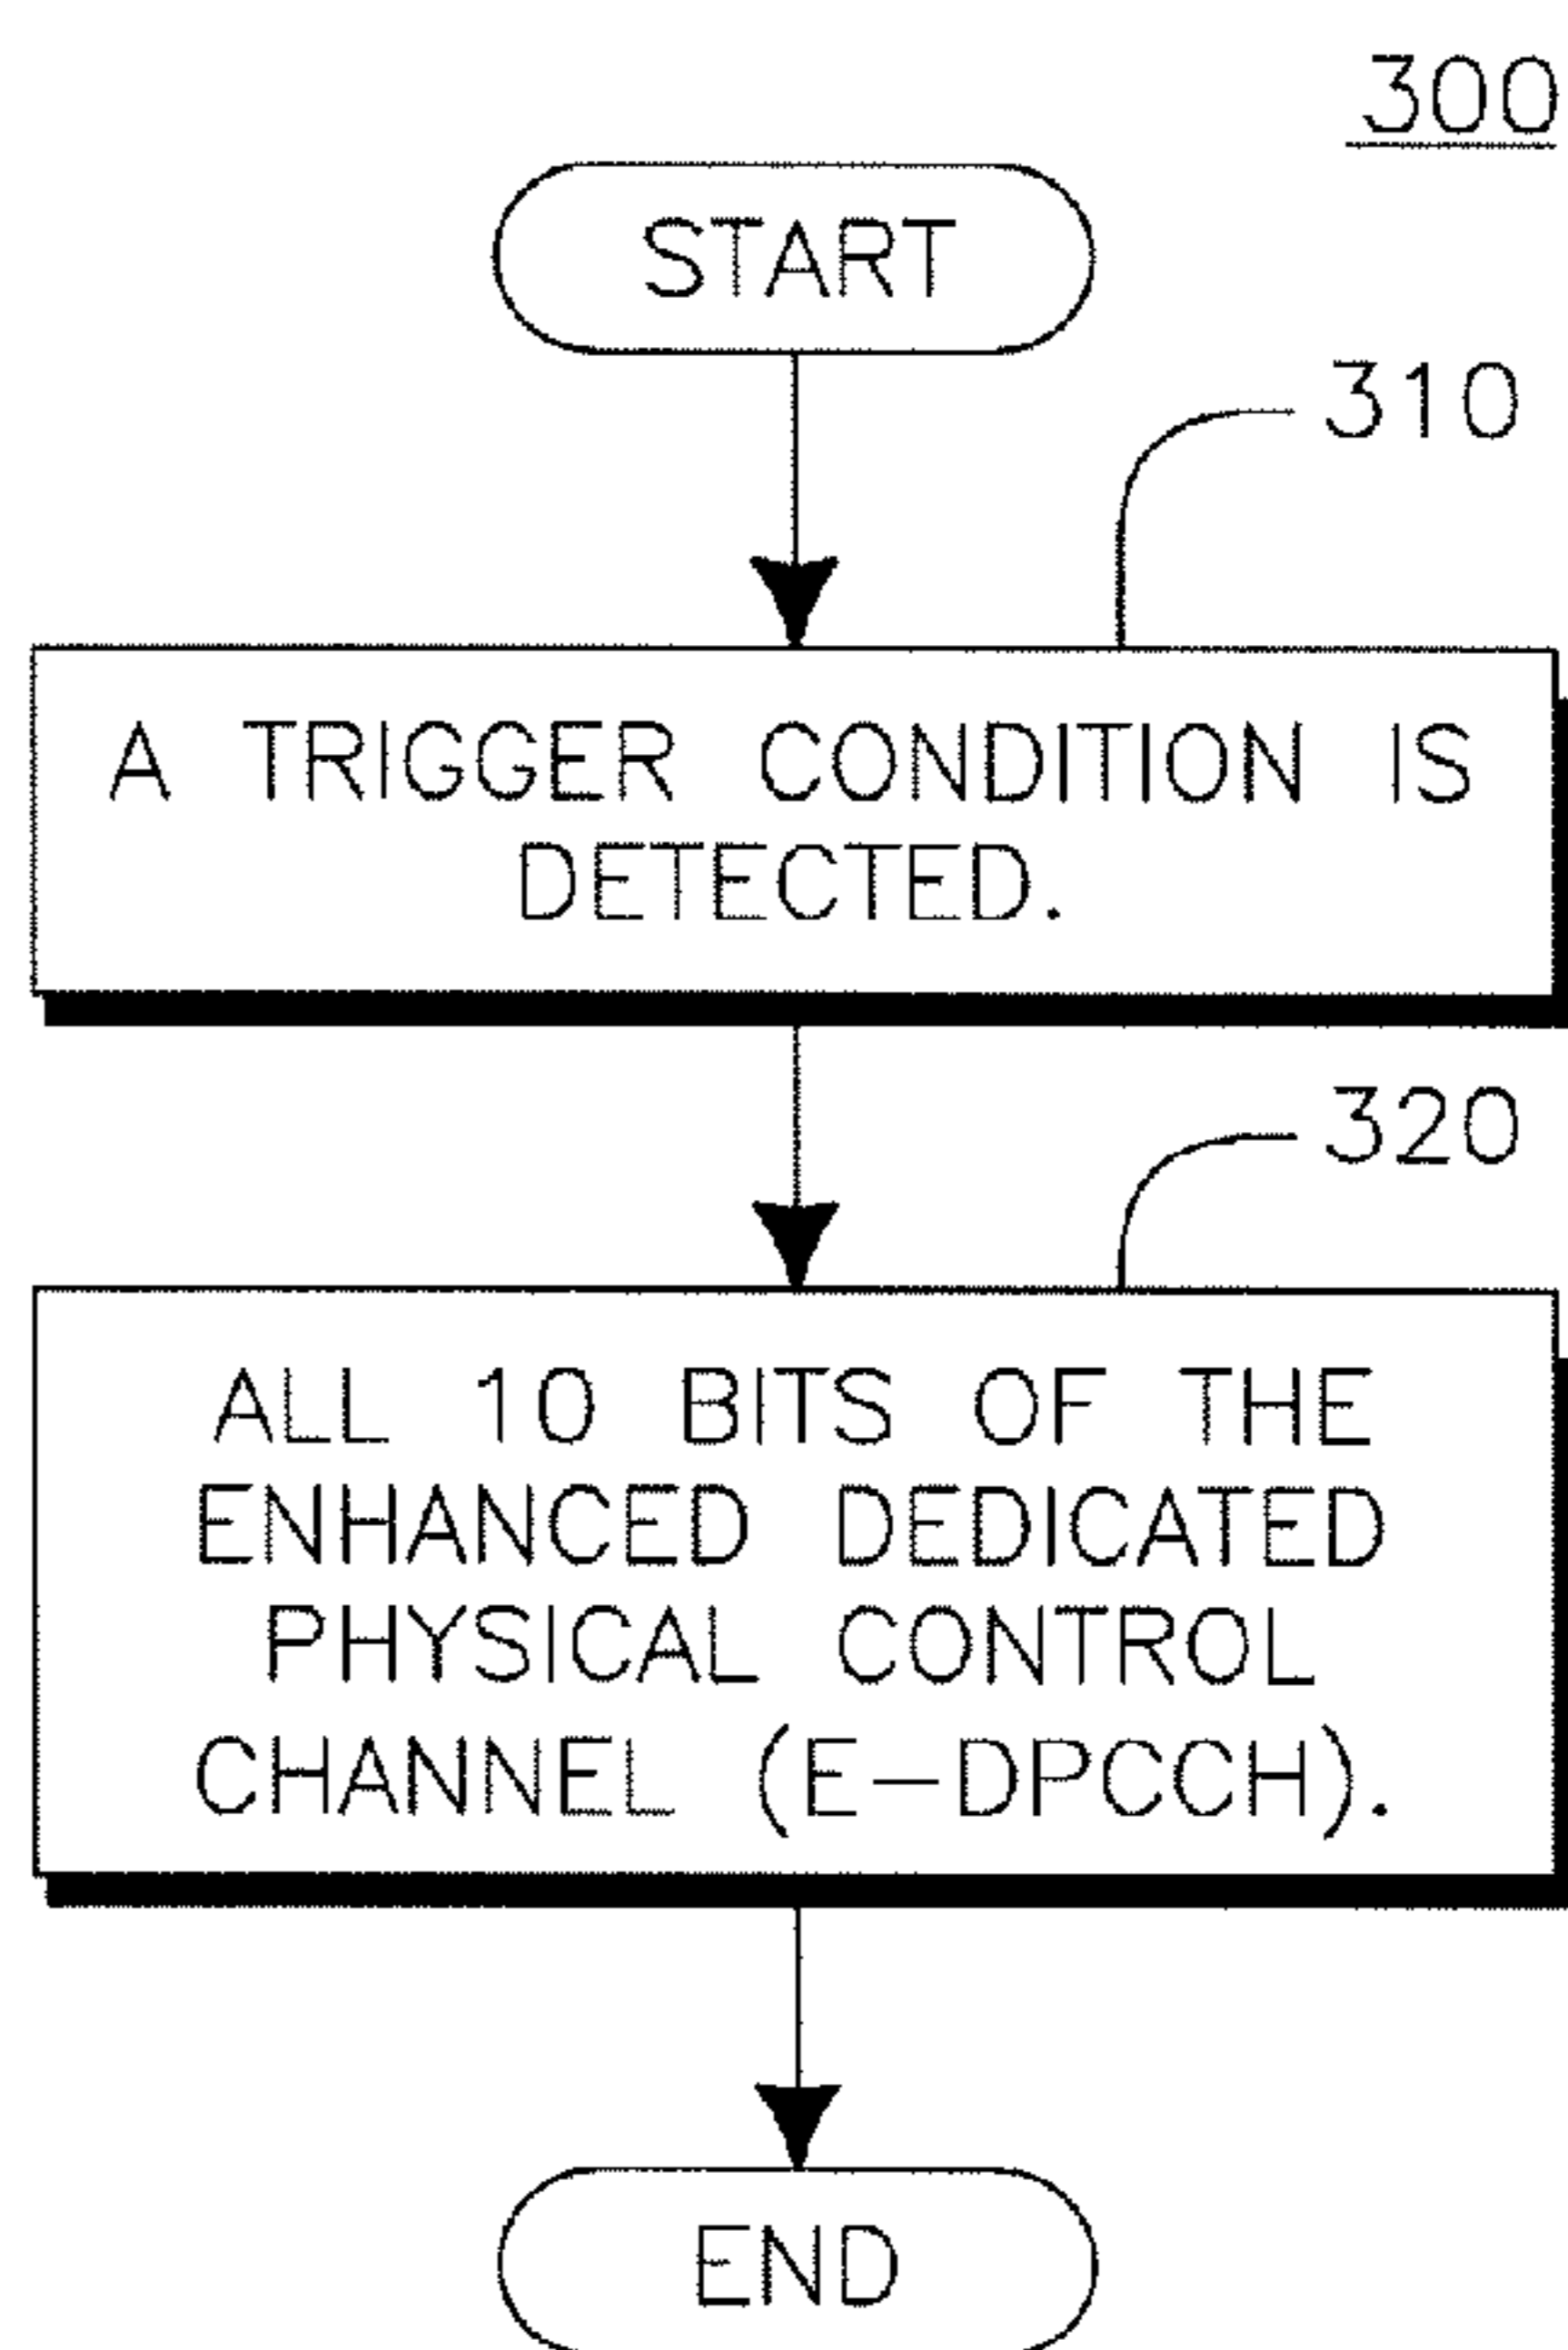 300
START
310
A TRIGGER CONDITION IS
DETECTED.
320
ALL 10 BITS OF THE
ENHANCED DEDICATED
PHYSICAL CONTROL
CHANNEL (E-DPCCH).
END